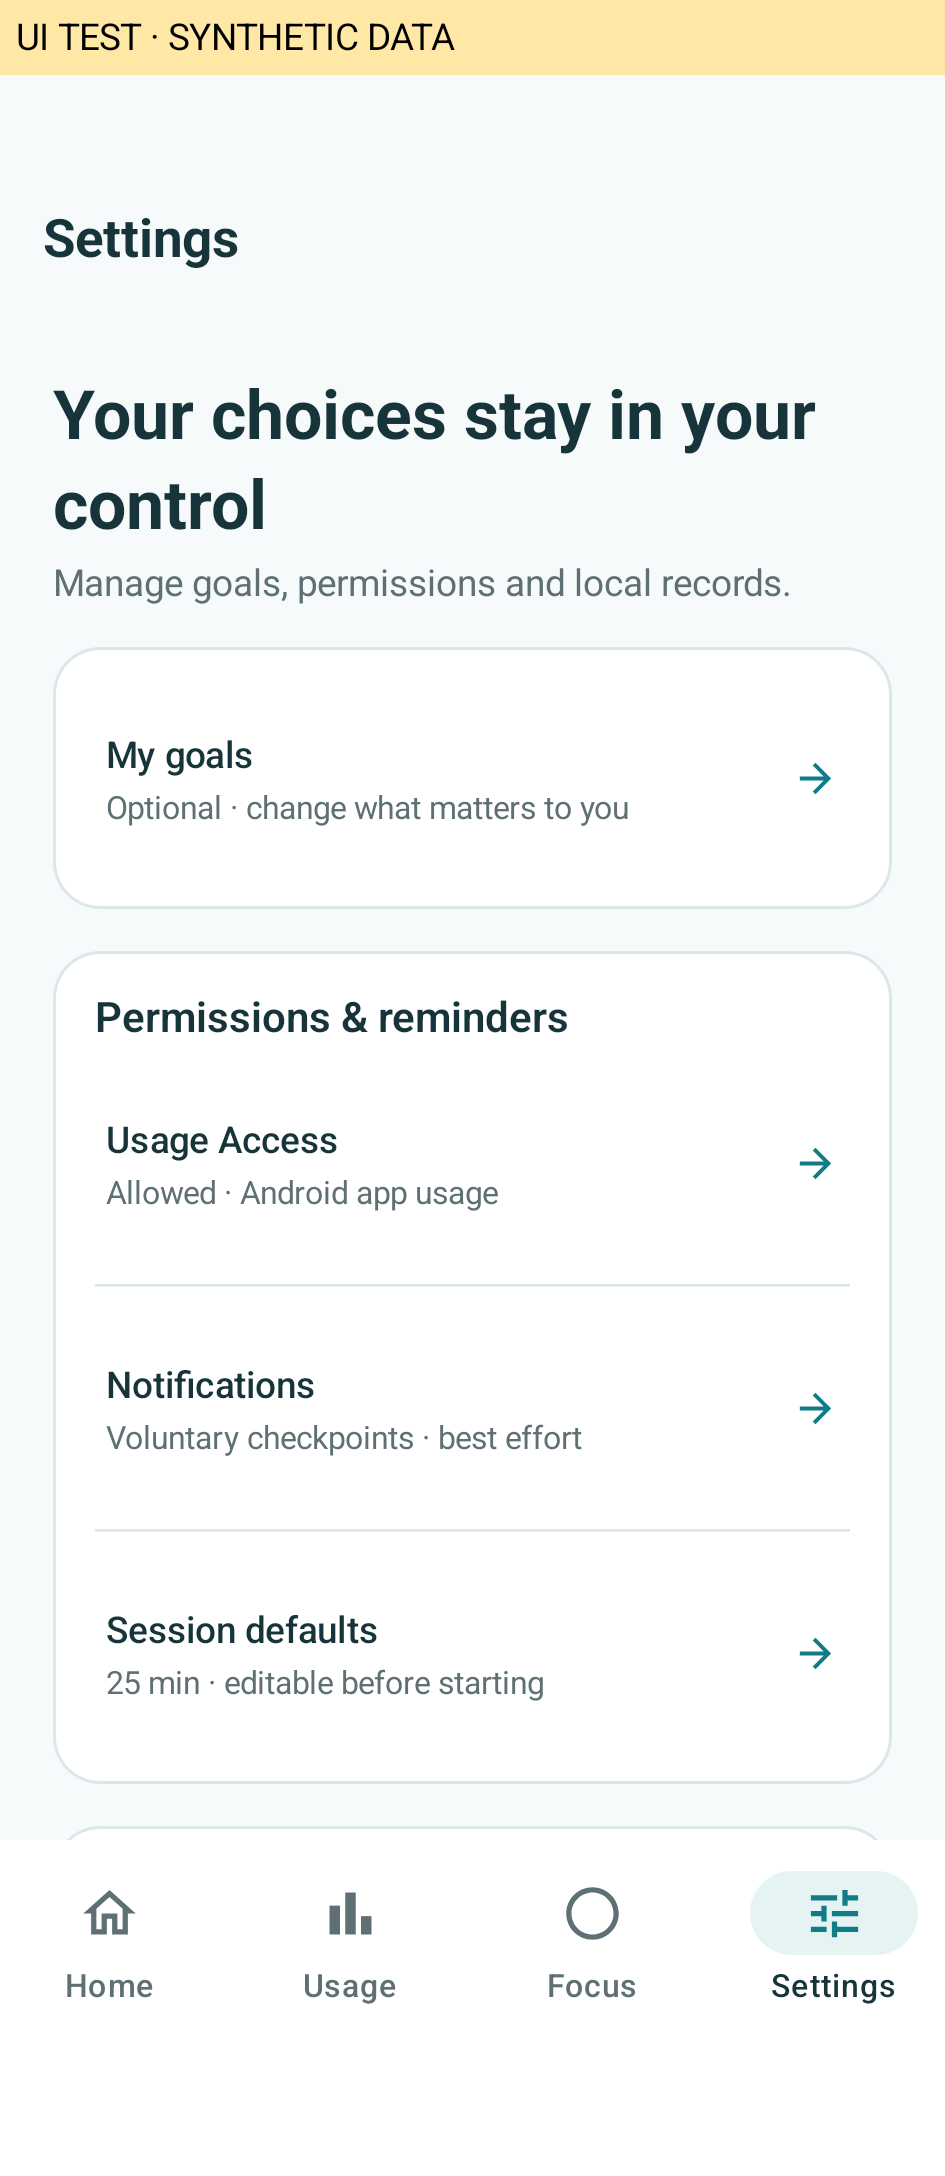 UI TEST · SYNTHETIC DATA
Settings
Your choices stay in your
control
Manage goals, permissions and local records.
My goals
Optional · change what matters to you
Permissions & reminders
Usage Access
Allowed · Android app usage
Notifications
Voluntary checkpoints · best effort
Session defaults
25 min · editable before starting
Home
Usage
Focus
Settings